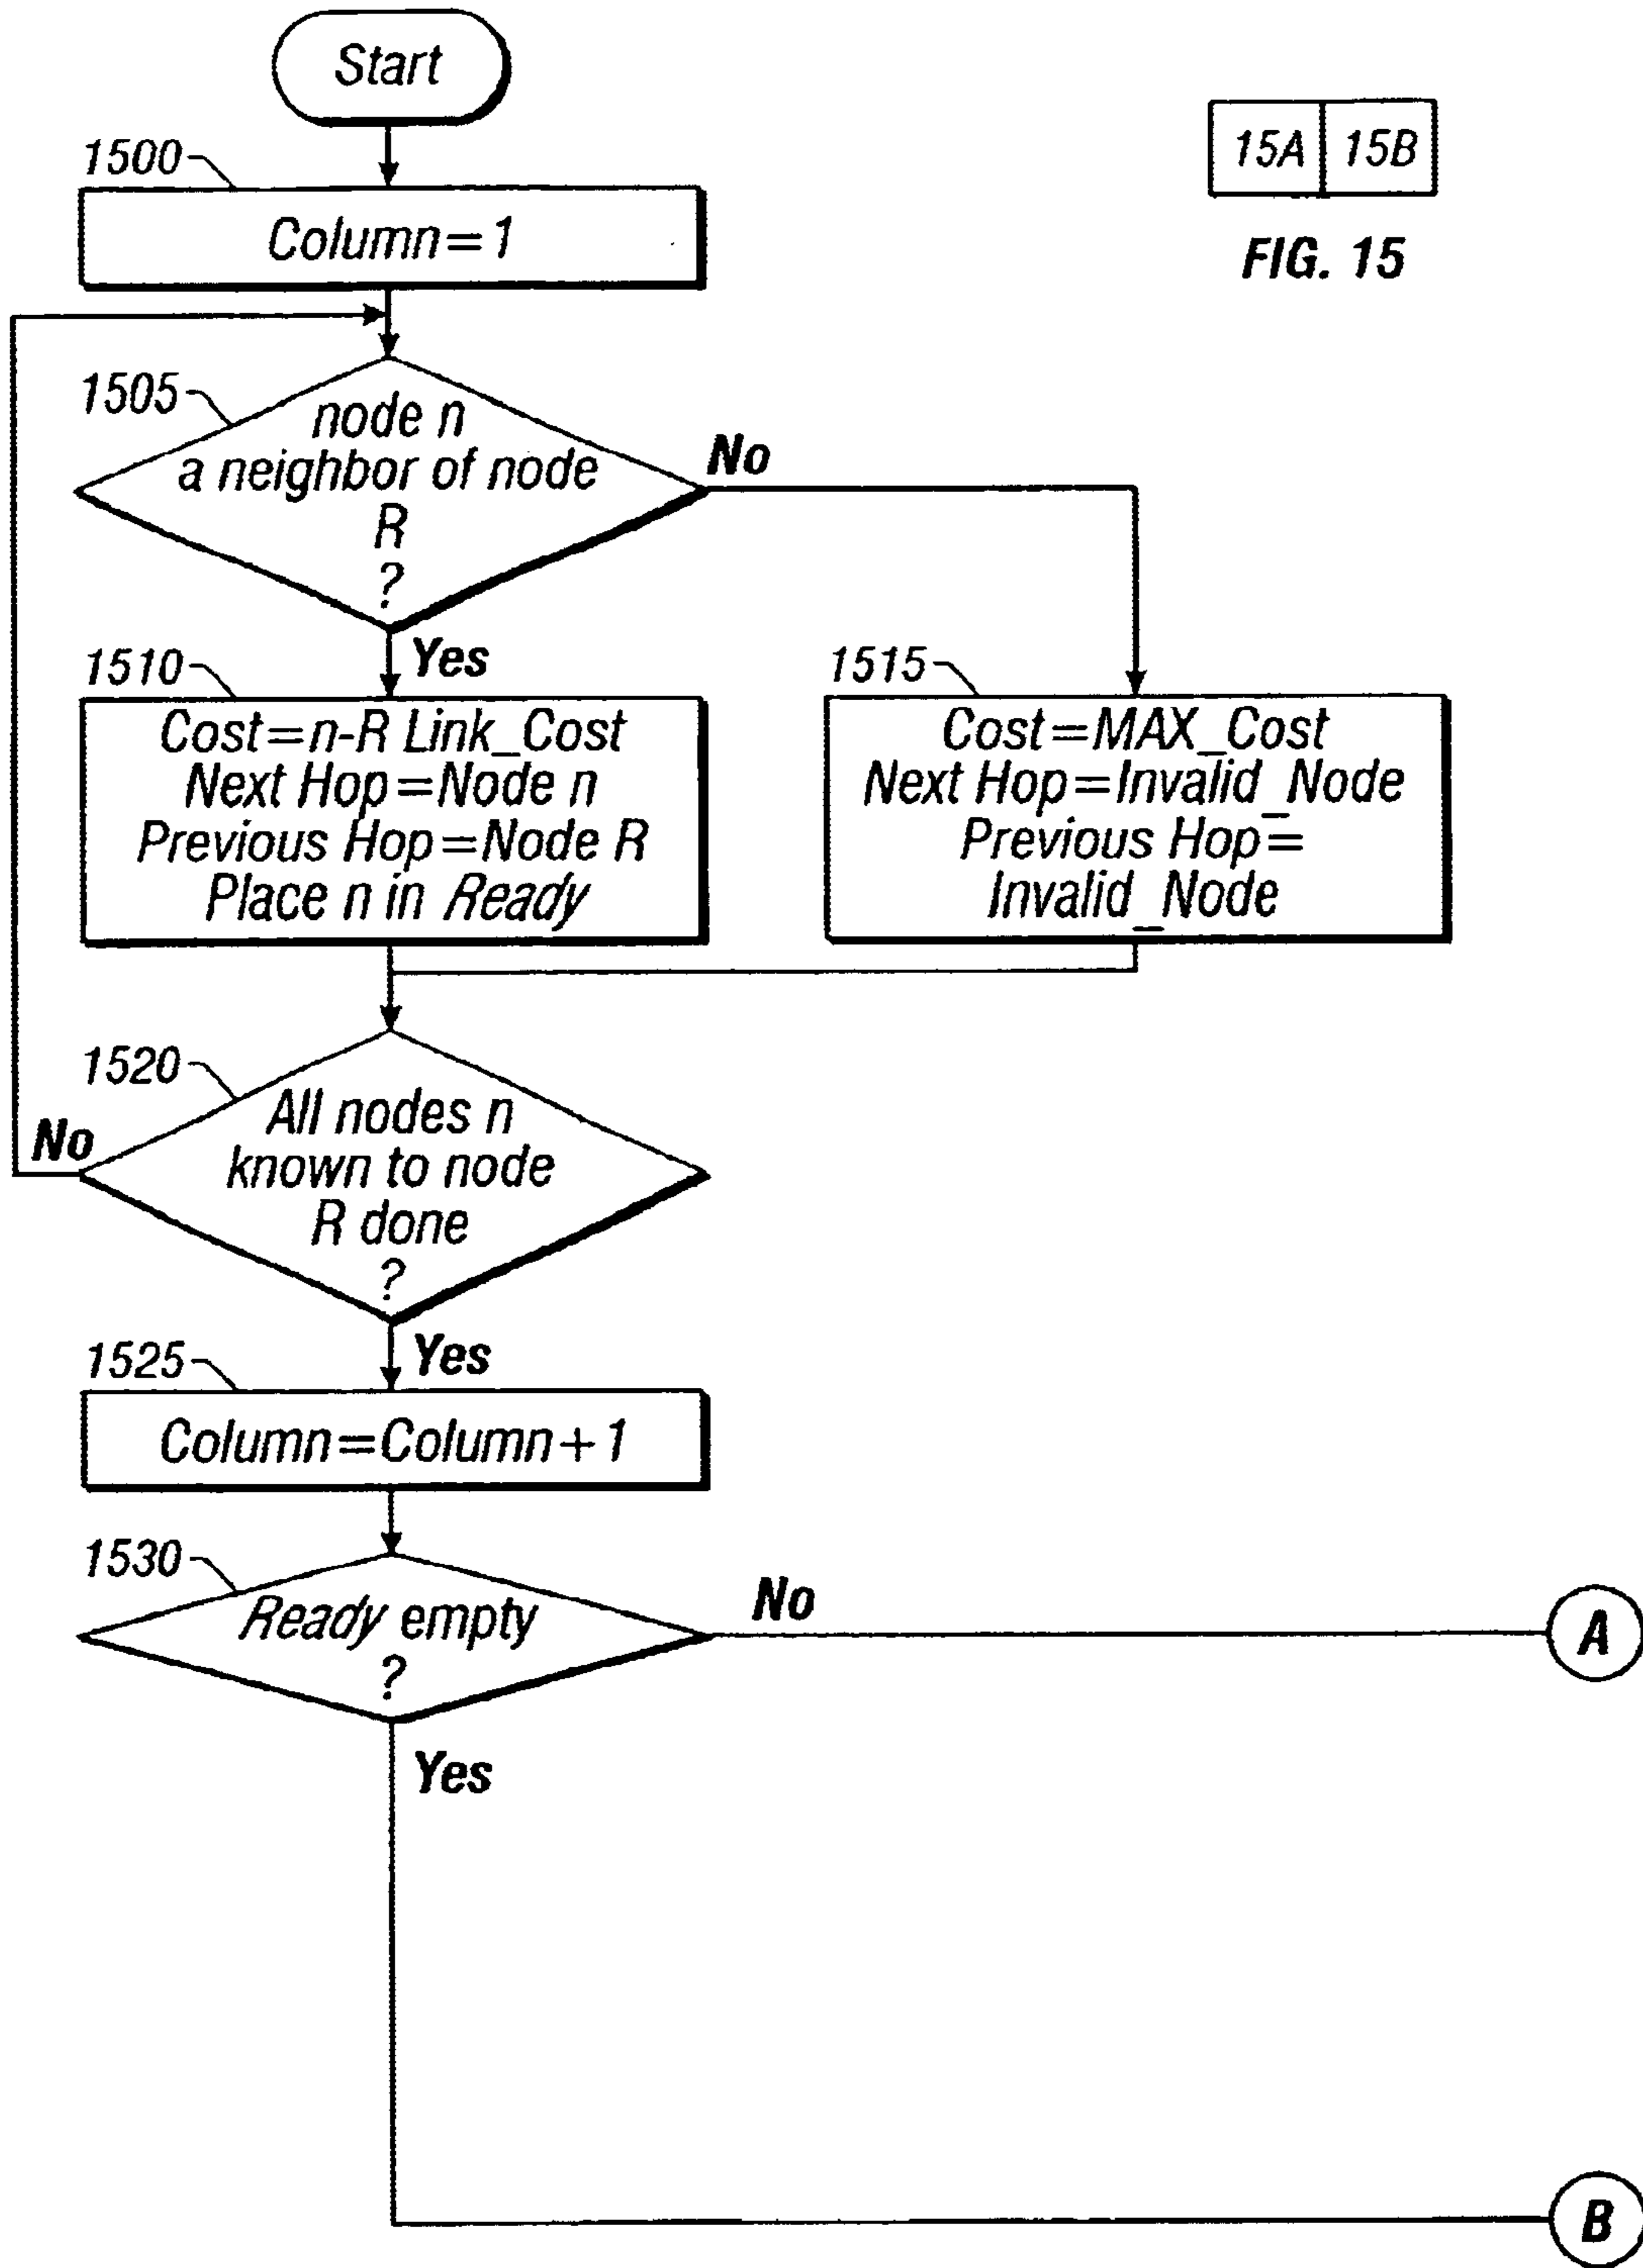 Start
1500
Column=1
15A 15B
FIG. 15
1505
node n
a neighbor of node
R
?
No
Yes
1510
Cost=n-R Link_Cost
Next Hop=Node n
Previous Hop=Node R
Place n in Ready
1515
Cost=MAX_Cost
Next Hop=Invalid_Node
Previous Hop=
Invalid_Node
1520
All nodes n
known to node
R done
?
No
Yes
1525
Column=Column+1
1530
Ready empty
?
No
A
Yes
B